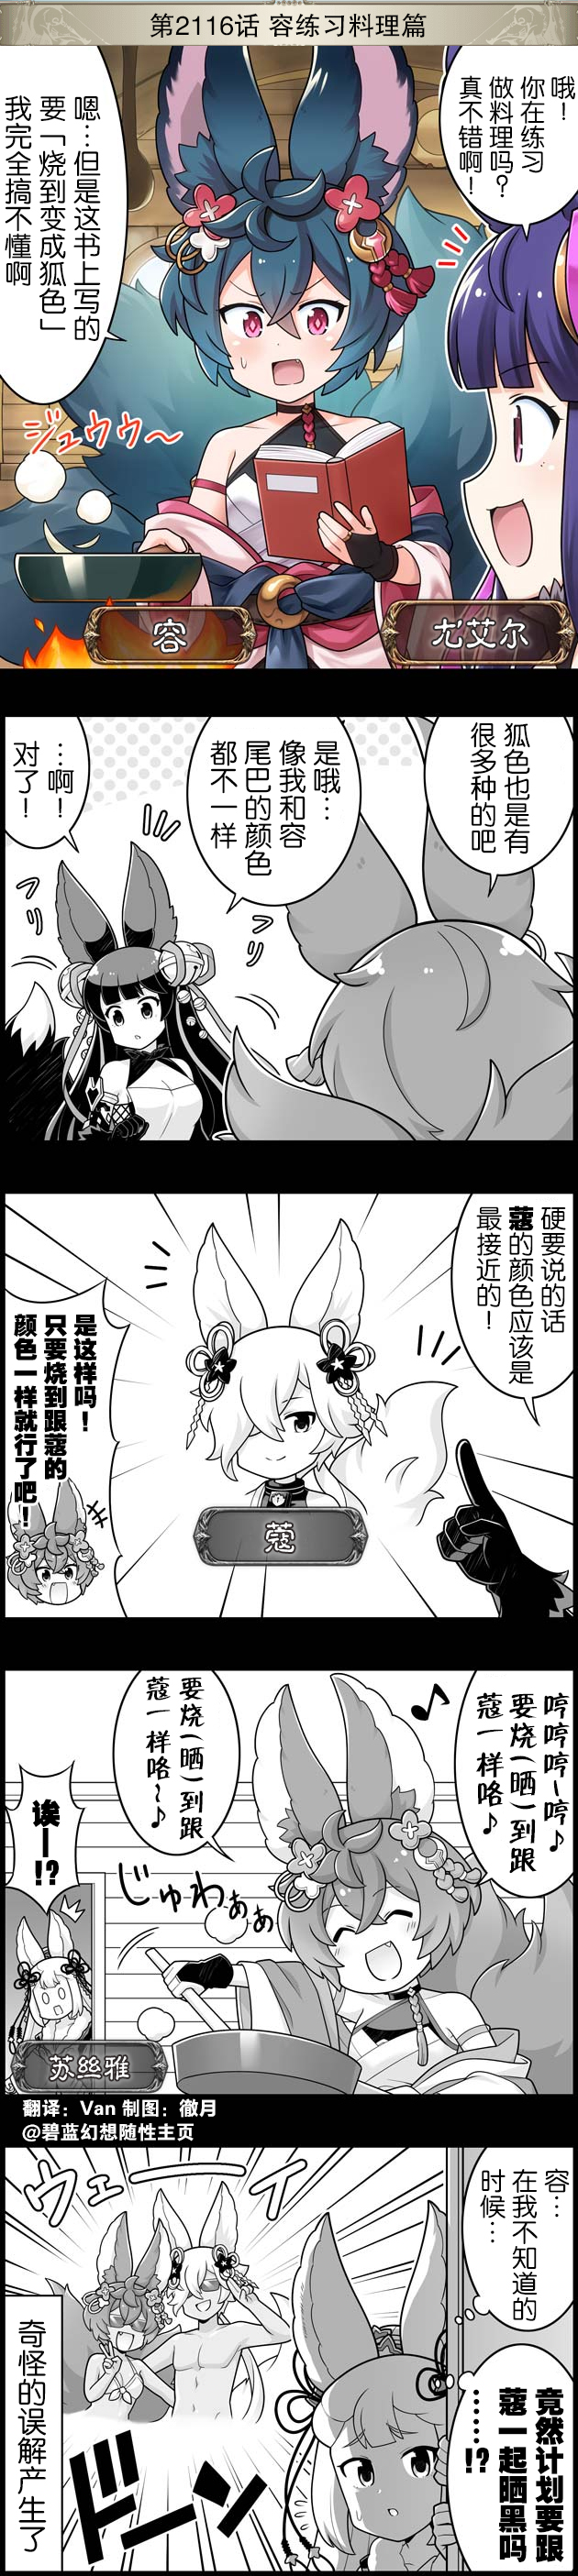 第2116话 容练习料理篇
哦！
你在练习
做料理吗？
真不错啊！
嗯…但是这书上写的
要「烧到变成狐色」
我完全搞不懂啊
ジュウウ～
容
尤艾尔
狐色也是有
很多种的吧
是哦…
像我和容
尾巴的颜色
都不一样
…啊！
对了！
フリ
フリ
硬要说的话
蔻的颜色应该是
最接近的！
蔻
是这样吗！
只要烧到跟蔻的
颜色一样就行了吧！
哼哼哼~哼♪
要烧(晒)到跟
蔻一样咯♪
要烧(晒)到跟
蔻一样咯~♪
じゅわぁぁ
诶ー!?
苏丝雅
翻译：Van 制图：徹月
@碧蓝幻想随性主页
容…
在我不知道的
时候…
竟然计划要跟
蔻一起晒黑吗
……!?
ウェーーイ
奇怪的误解产生了
ドーン